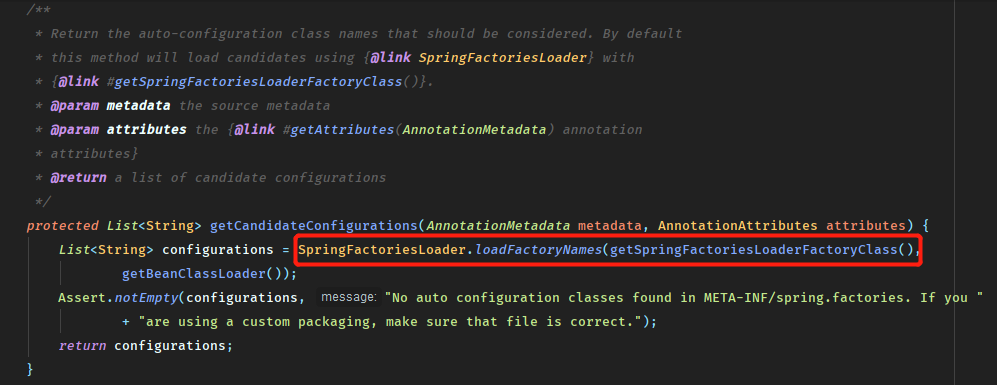 /**
* Return the auto-configuration class names that should be considered. By default
* this method will load candidates using {@link SpringFactoriesLoader} with
* {@link #getSpringFactoriesLoaderFactoryClass()}.
* @param metadata the source metadata
* @param attributes the {@link #getAttributes(AnnotationMetadata) annotation
* attributes}
* @return a list of candidate configurations
*/
protected List<String> getCandidateConfigurations(AnnotationMetadata metadata, AnnotationAttributes attributes) {
List<String> configurations = SpringFactoriesLoader.loadFactoryNames(getSpringFactoriesLoaderFactoryClass(),
getBeanClassLoader());
Assert.notEmpty(configurations, message: "No auto configuration classes found in META-INF/spring.factories. If you "
+ "are using a custom packaging, make sure that file is correct.");
return configurations;
}